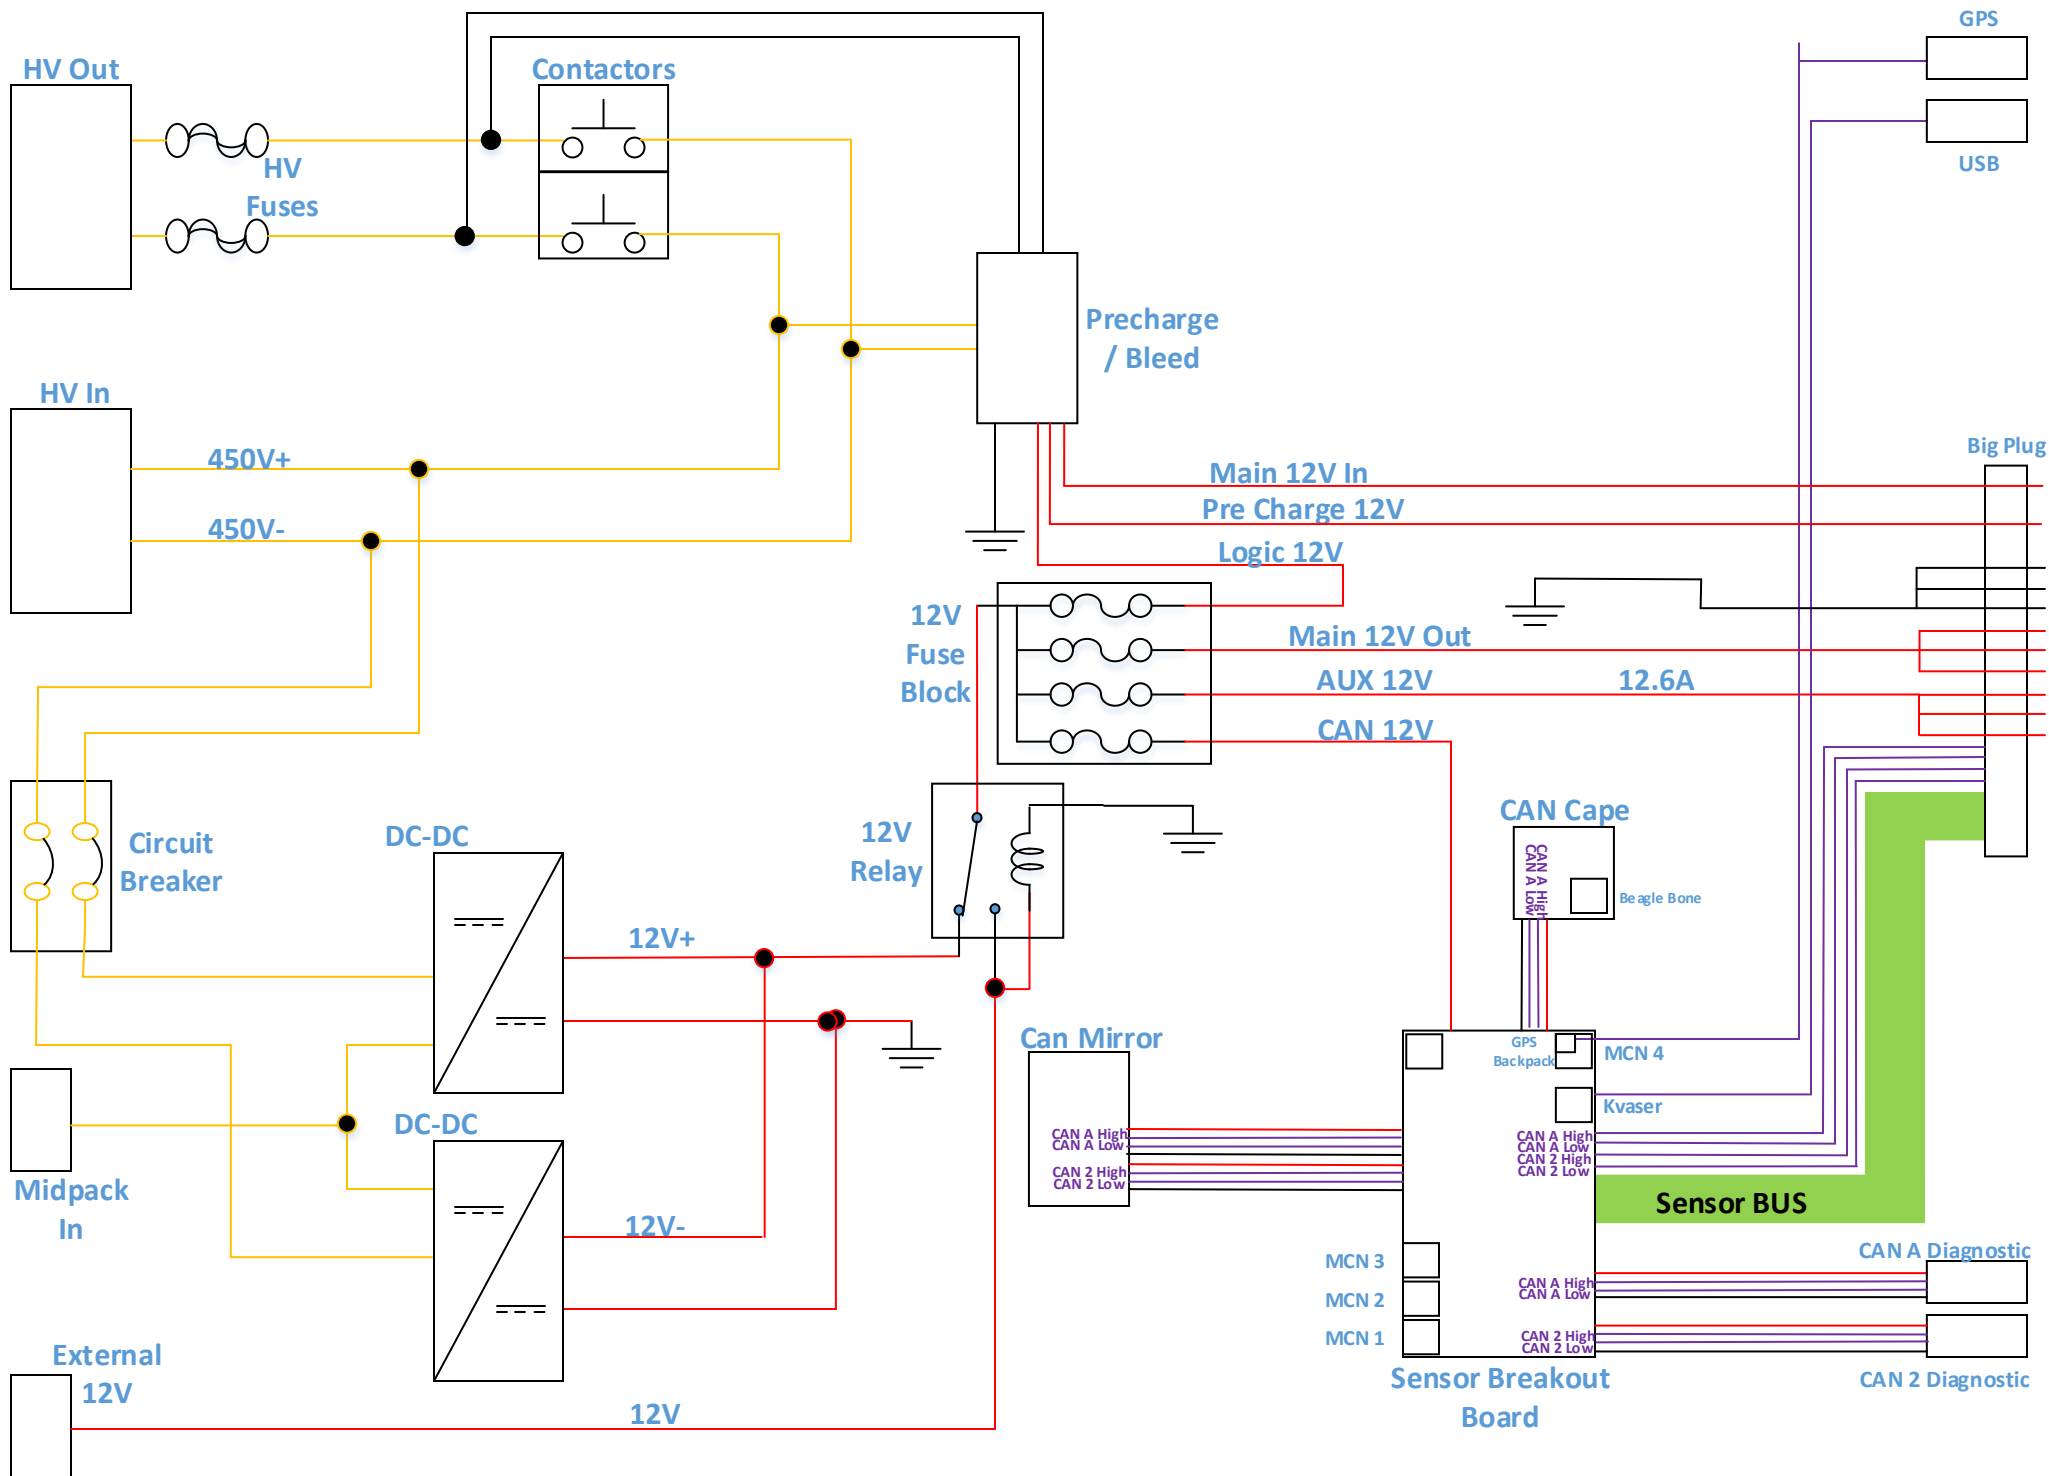 GPS
HV Out
Contactors
USB
HV
Fuses
Precharge
/ Bleed
HV In
450V+
450V-
Big Plug
Main 12V In
Pre Charge 12V
Logic 12V
12V
Fuse
Block
Main 12V Out
AUX 12V
12.6A
CAN 12V
CAN Cape
CAN A High
CAN A Low
Beagle Bone
Circuit
Breaker
DC-DC
12V
Relay
12V+
Can Mirror
GPS
Backpack
MCN 4
Kvaser
CAN A High
CAN A Low
CAN 2 High
CAN 2 Low
CAN A High
CAN A Low
CAN 2 High
CAN 2 Low
DC-DC
Midpack
In
12V-
Sensor BUS
MCN 3
MCN 2
MCN 1
CAN A High
CAN A Low
CAN 2 High
CAN 2 Low
CAN A Diagnostic
CAN 2 Diagnostic
External
12V
12V
Sensor Breakout
Board